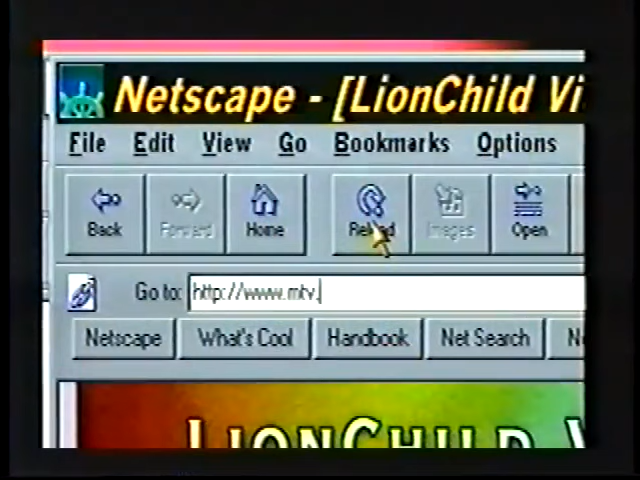 Netscape - [LionChild Vi
File Edit View Go Bookmarks Options
Back Forward Home Reload Images Open
Go to: http://www.mtv.
Netscape What's Cool Handbook Net Search N
LIONCHILD V